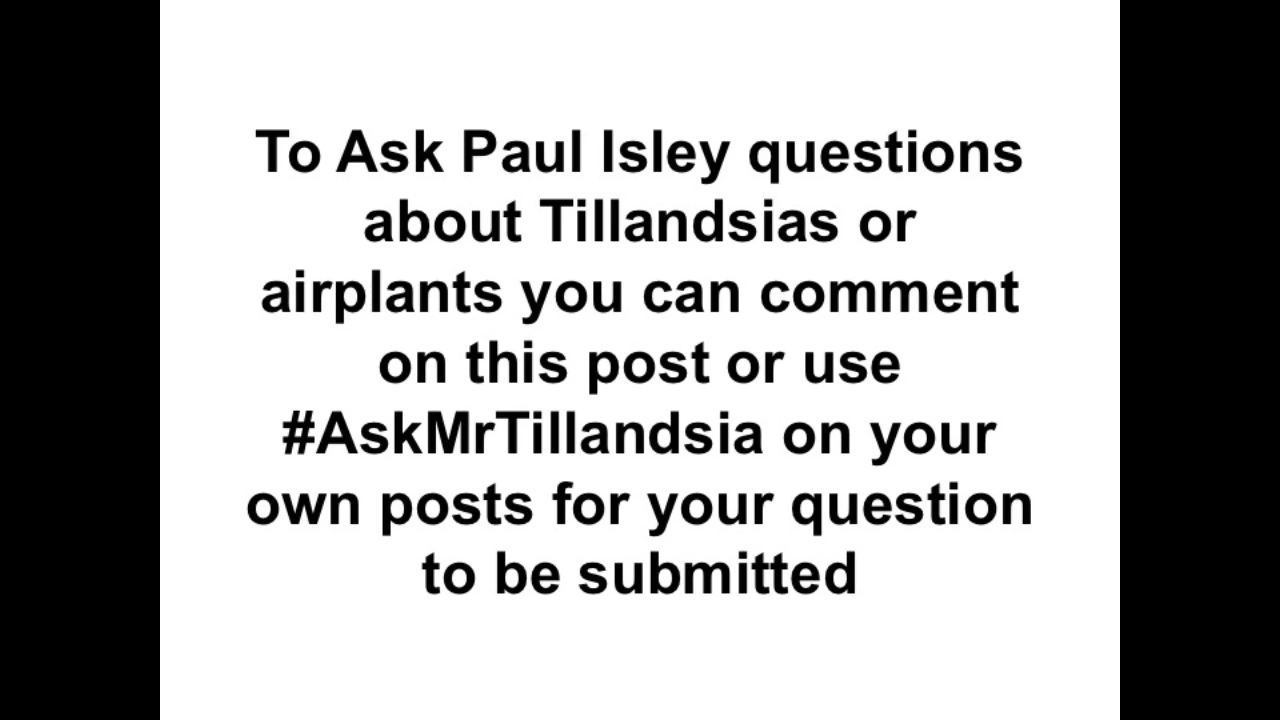 To Ask Paul Isley questions
about Tillandsias or
airplants you can comment
on this post or use
#AskMrTillandsia on your
own posts for your question
to be submitted